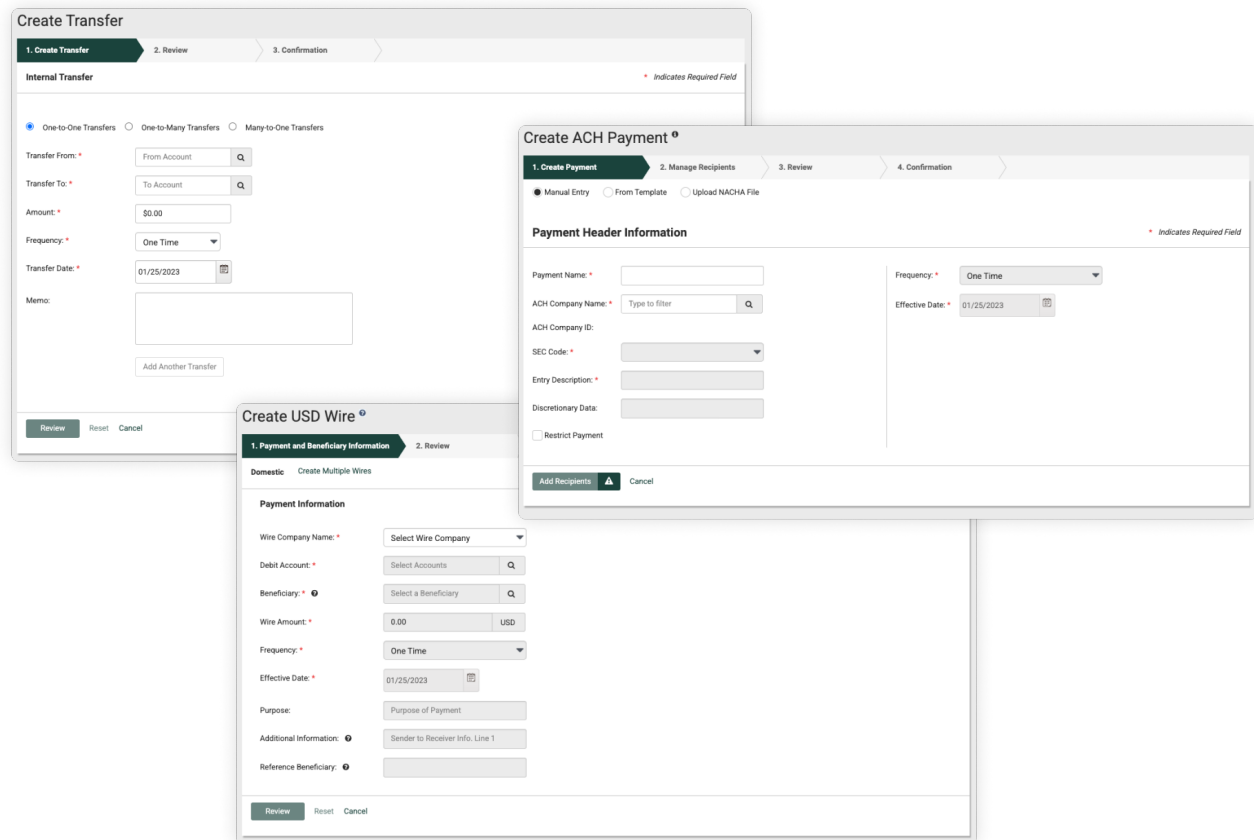 Create Transfer
1. Create Transfer 2. Review 3. Confirmation
Internal Transfer * Indicates Required Field
One-to-One Transfers One-to-Many Transfers Many-to-One Transfers
Transfer From: * From Account
Transfer To: * To Account
Amount: * $0.00
Frequency: * One Time
Transfer Date: * 01/25/2023
Memo:
Add Another Transfer
Review Reset Cancel
Create ACH Payment
1. Create Payment 2. Manage Recipients 3. Review 4. Confirmation
Manual Entry From Template Upload NACHA File
Payment Header Information * Indicates Required Field
Payment Name: *
ACH Company Name: * Type to filter
ACH Company ID:
SEC Code: *
Entry Description: *
Discretionary Data:
Restrict Payment
Frequency: * One Time
Effective Date: * 01/25/2023
Add Recipients Cancel
Create USD Wire
1. Payment and Beneficiary Information 2. Review
Domestic Create Multiple Wires
Payment Information
Wire Company Name: * Select Wire Company
Debit Account: * Select Accounts
Beneficiary: * Select a Beneficiary
Wire Amount: * 0.00 USD
Frequency: * One Time
Effective Date: * 01/25/2023
Purpose: Purpose of Payment
Additional Information: Sender to Receiver Info. Line 1
Reference Beneficiary:
Review Reset Cancel